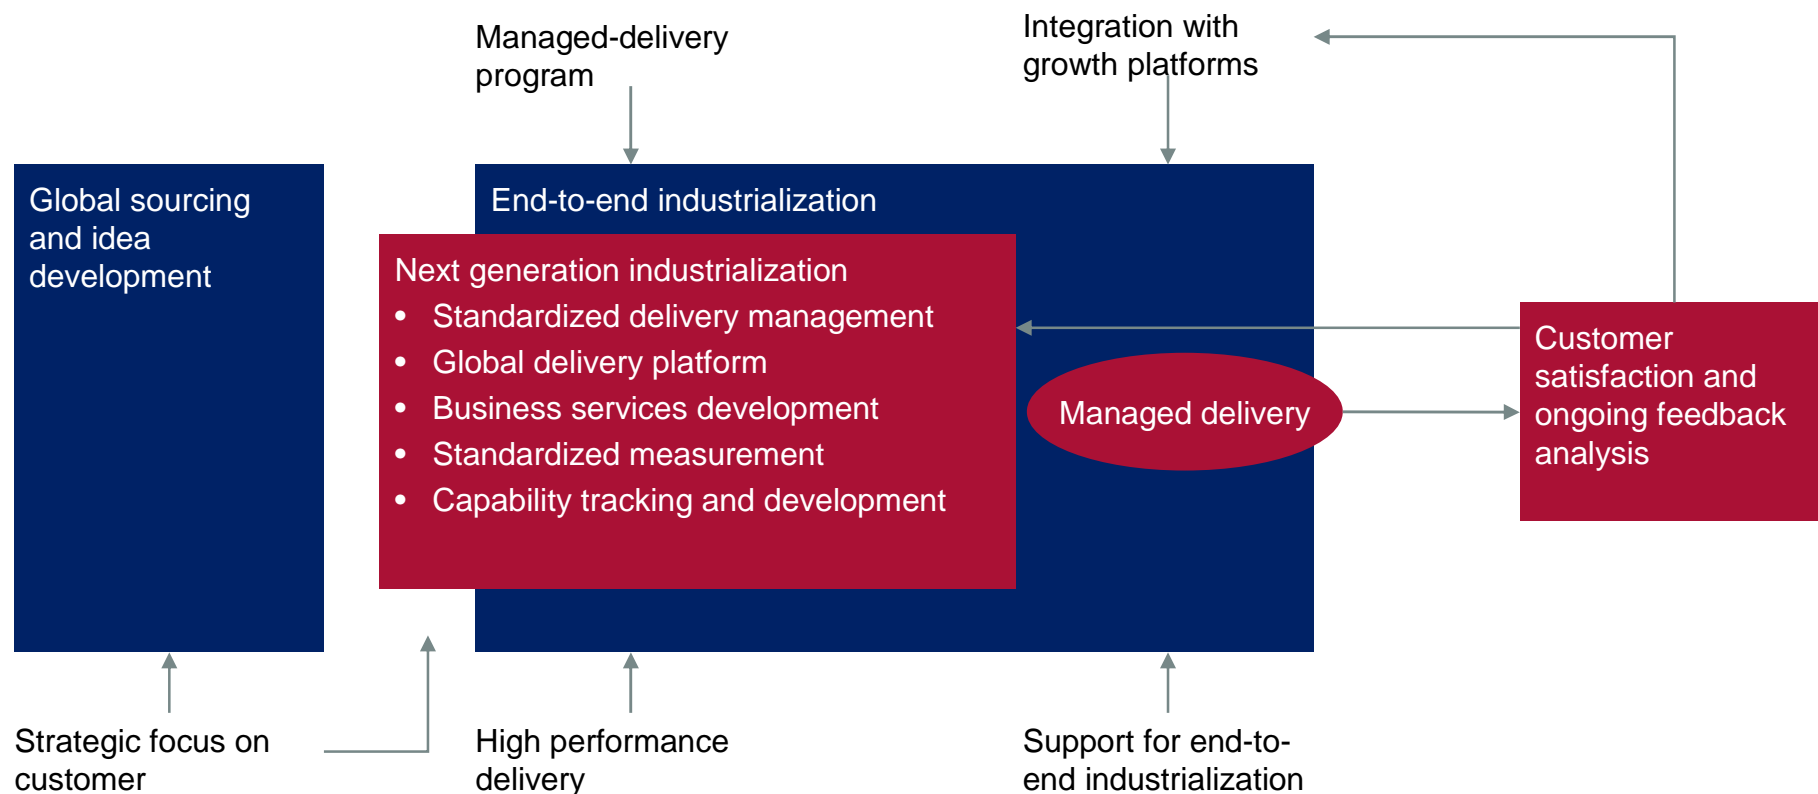 Managed-delivery
program
Integration with
growth platforms
Global sourcing
and idea
development
End-to-end industrialization
Next generation industrialization
• Standardized delivery management
• Global delivery platform
• Business services development
• Standardized measurement
• Capability tracking and development
Managed delivery
Customer
satisfaction and
ongoing feedback
analysis
Strategic focus on
customer
High performance
delivery
Support for end-to-
end industrialization